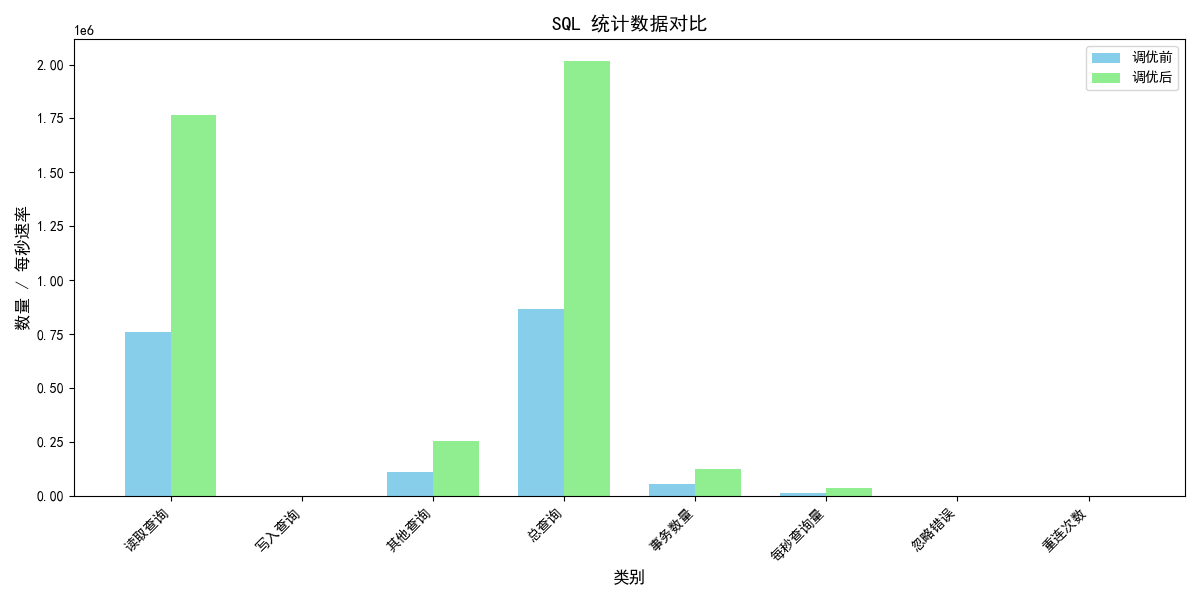 SQL 统计数据对比
1e6
调优前
调优后
2.00
1.75
1.50
1.25
1.00
0.75
0.50
0.25
0.00
数量 / 每秒速率
读取查询
写入查询
其他查询
总查询
事务数量
每秒查询量
忽略错误
重连次数
类别